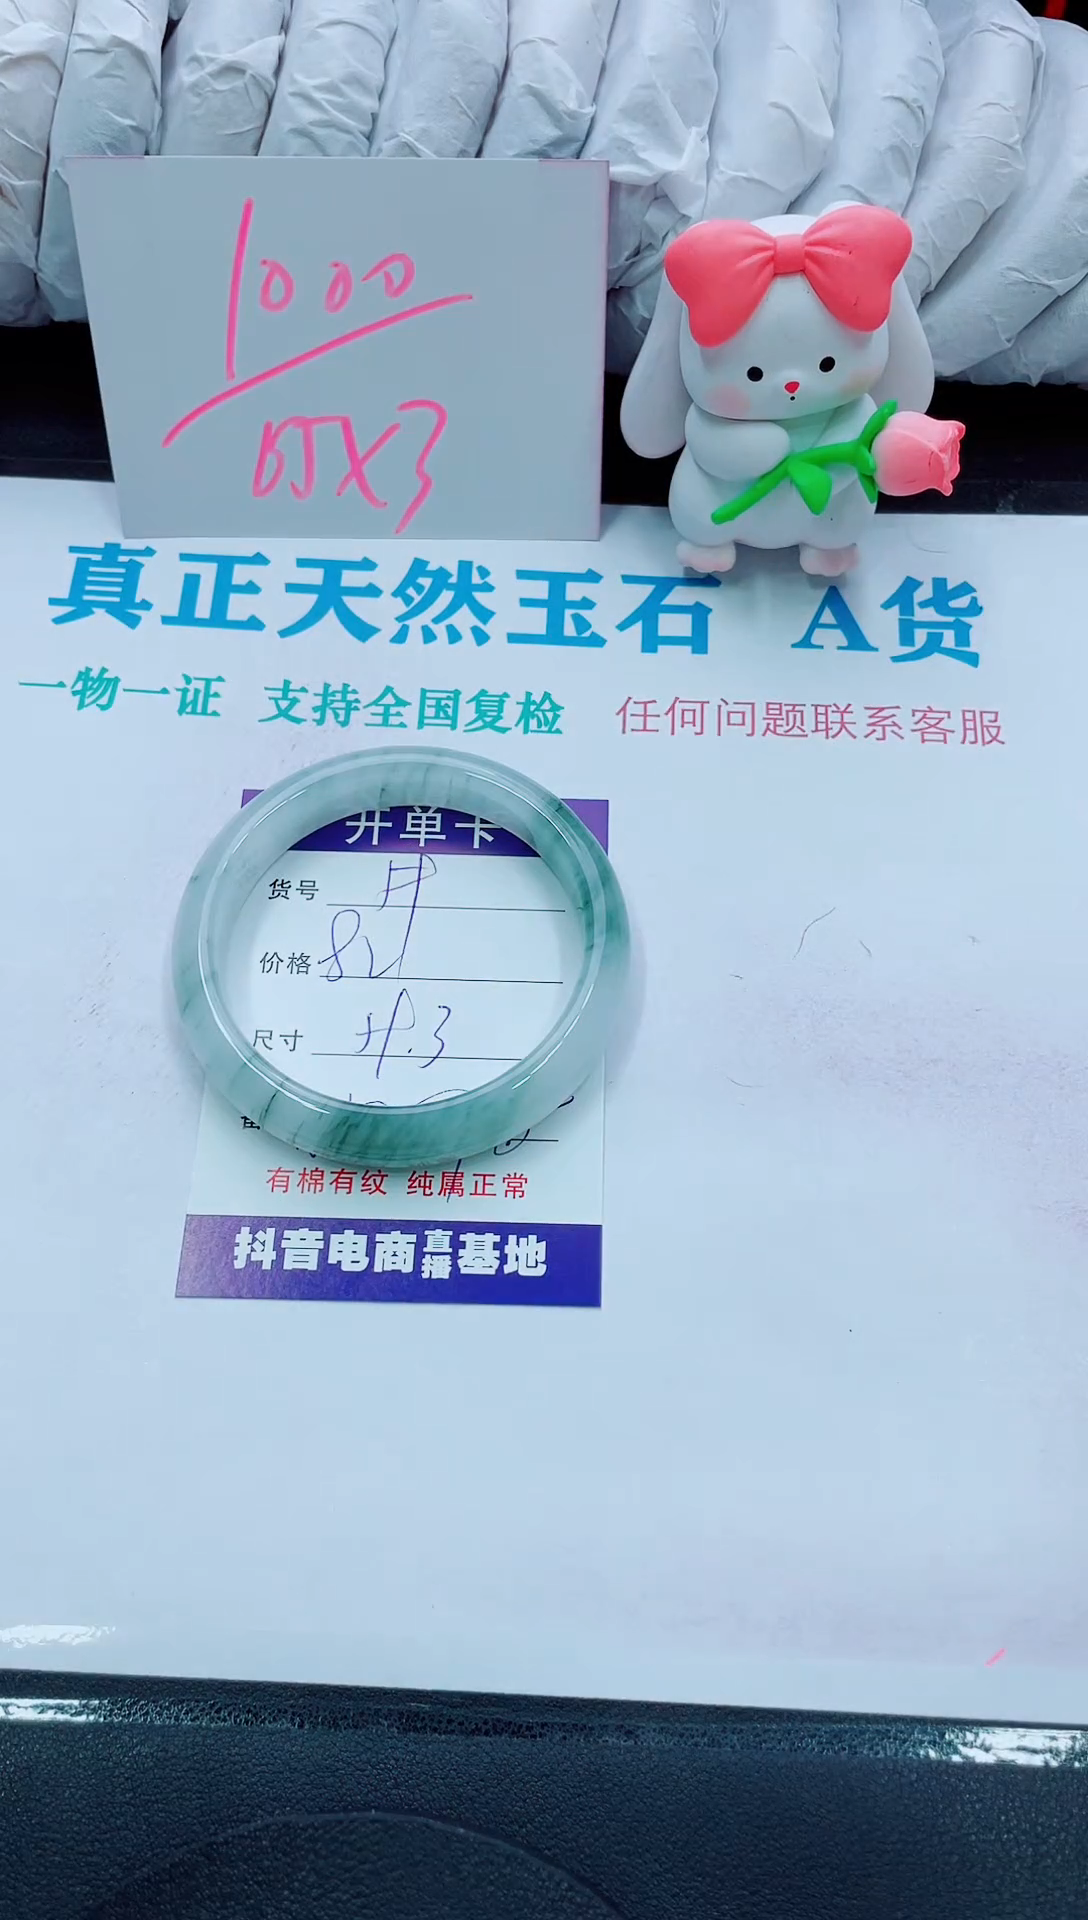 1000
真正天然玉石 A货
一物一证 支持全国复检 任何问题联系客服
开单卡
货号
价格
尺寸
有棉有纹 纯属正常
抖音电商直播基地